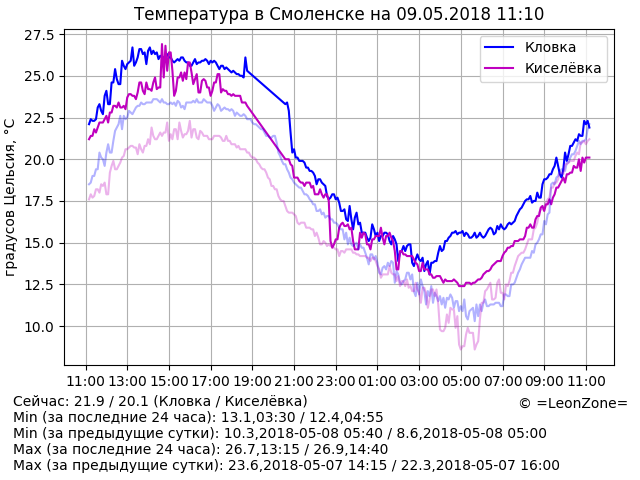 Температура в Смоленске на 09.05.2018 11:10
27.5
25.0
22.5
20.0
17.5
15.0
12.5
10.0
градусов Цельсия, °C
Кловка
Киселёвка
11:00 13:00 15:00 17:00 19:00 21:00 23:00 01:00 03:00 05:00 07:00 09:00 11:00
Сейчас: 21.9 / 20.1 (Кловка / Киселёвка)
© =LeonZone=
Min (за последние 24 часа): 13.1,03:30 / 12.4,04:55
Min (за предыдущие сутки): 10.3,2018-05-08 05:40 / 8.6,2018-05-08 05:00
Max (за последние 24 часа): 26.7,13:15 / 26.9,14:40
Max (за предыдущие сутки): 23.6,2018-05-07 14:15 / 22.3,2018-05-07 16:00